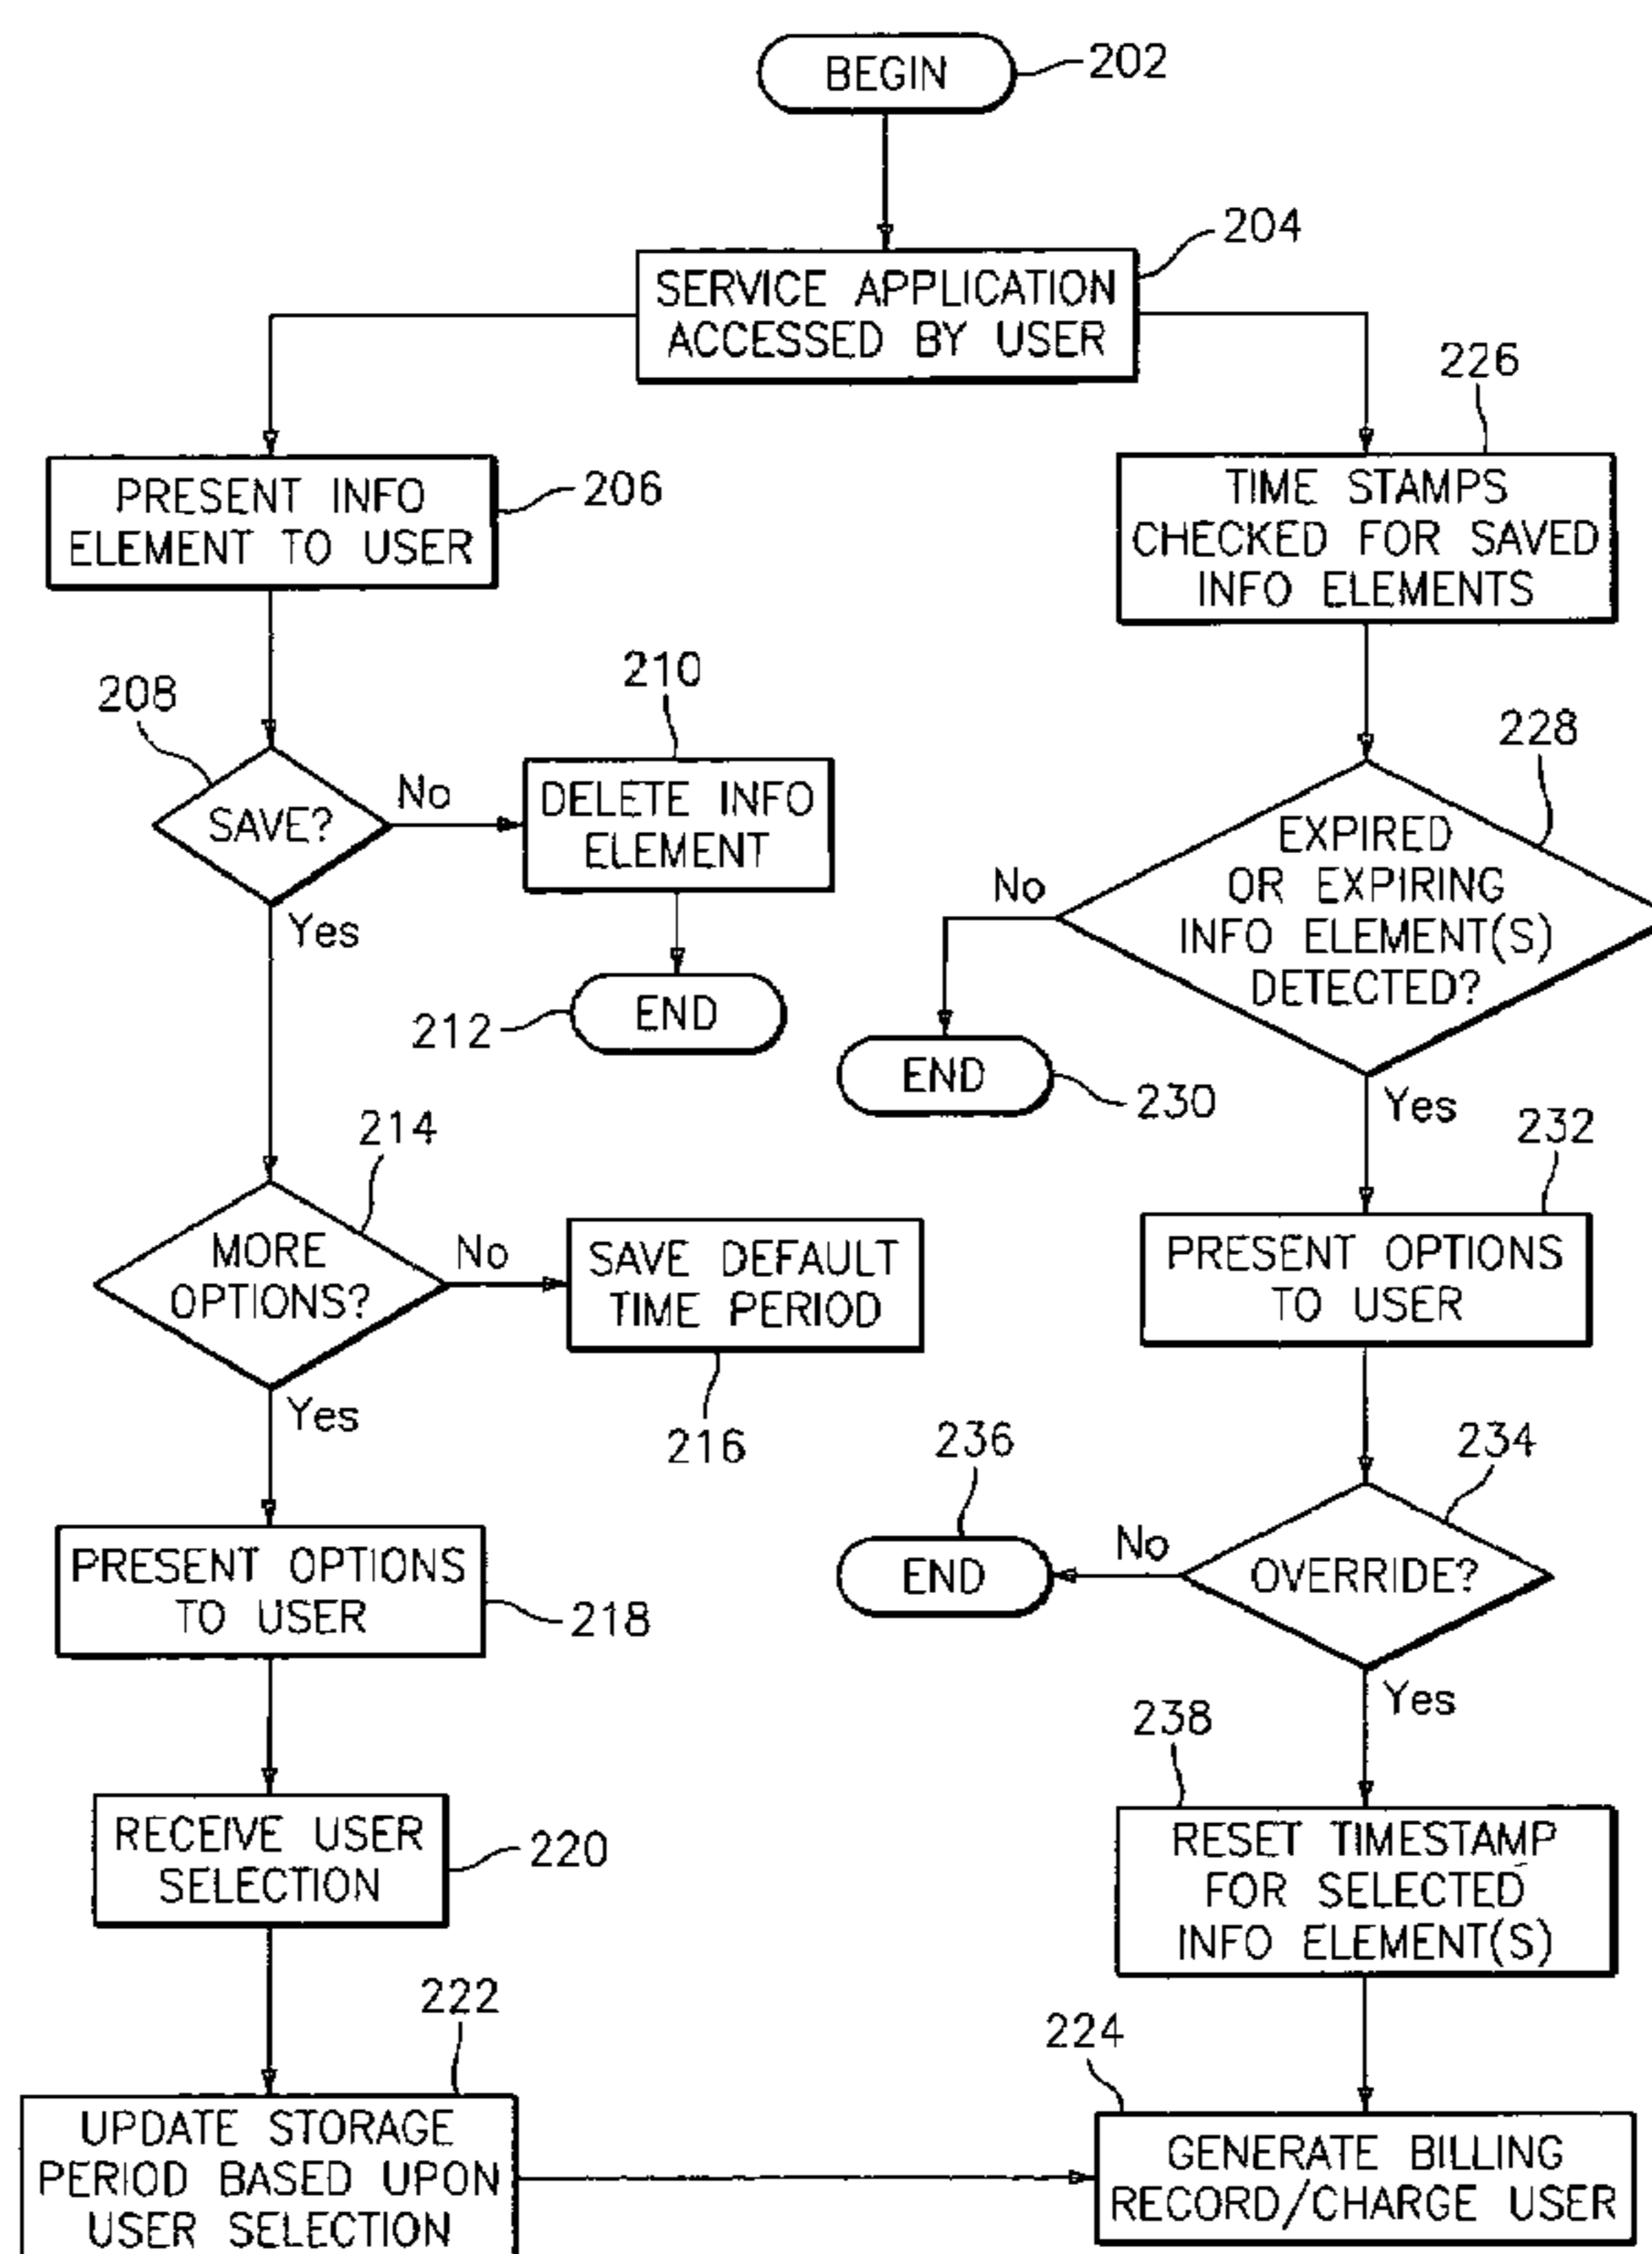 BEGIN
202
204
SERVICE APPLICATION
ACCESSED BY USER
PRESENT INFO
ELEMENT TO USER
206
208
SAVE?
No
Yes
210
DELETE INFO
ELEMENT
212
END
214
MORE
OPTIONS?
No
Yes
SAVE DEFAULT
TIME PERIOD
216
PRESENT OPTIONS
TO USER
218
RECEIVE USER
SELECTION
220
222
UPDATE STORAGE
PERIOD BASED UPON
USER SELECTION
226
TIME STAMPS
CHECKED FOR SAVED
INFO ELEMENTS
228
EXPIRED
OR EXPIRING
INFO ELEMENT(S)
DETECTED?
No
Yes
END
230
232
PRESENT OPTIONS
TO USER
234
OVERRIDE?
No
Yes
236
END
238
RESET TIMESTAMP
FOR SELECTED
INFO ELEMENT(S)
224
GENERATE BILLING
RECORD/CHARGE USER